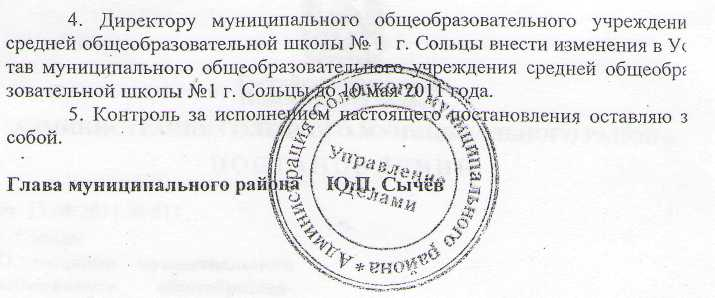 4. Директору муниципального общеобразовательного учреждени
средней общеобразовательной школы № 1 г. Сольцы внести изменения в Ус
тав муниципального общеобразовательного учреждения средней общеобра
зовательной школы №1 г. Сольцы до 10 мая 2011 года.
5. Контроль за исполнением настоящего постановления оставляю з
собой.
Глава муниципального района Ю.П. Сычёв
Администрация Солецкого муниципального района *
Управление
делами